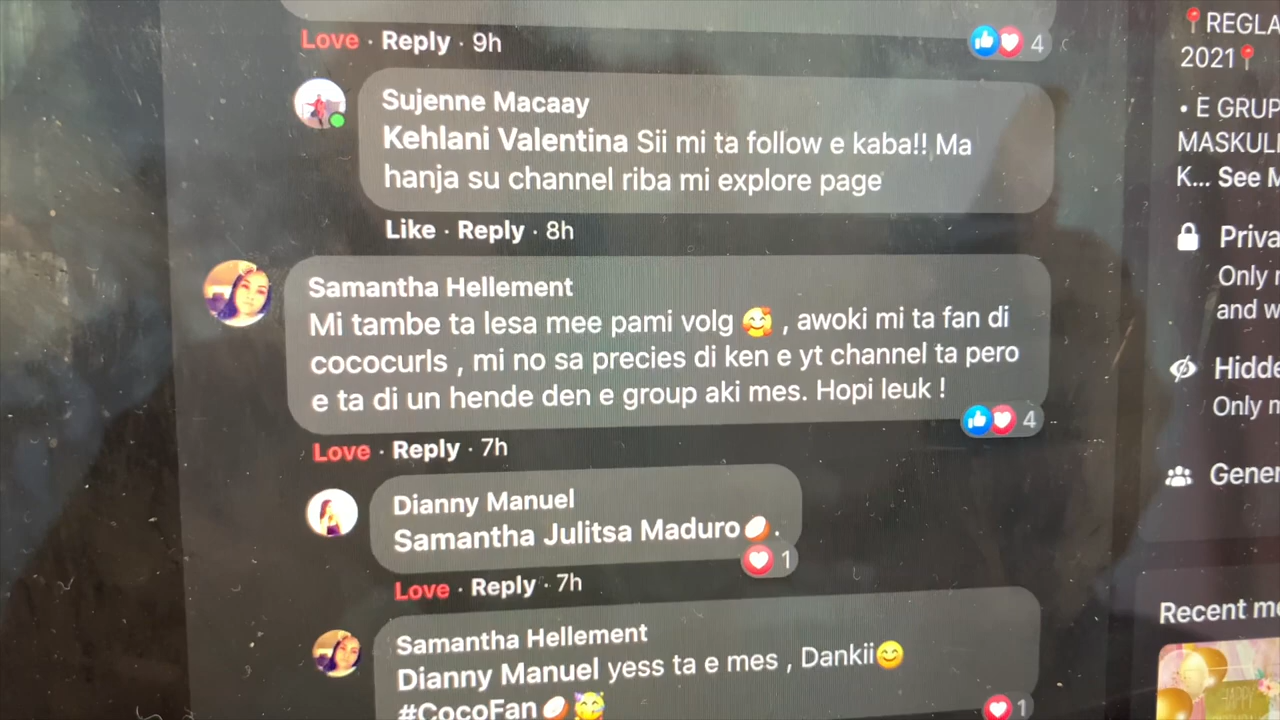 Love · Reply · 9h
4
Sujenne Macaay
Kehlani Valentina Sii mi ta follow e kaba!! Ma
hanja su channel riba mi explore page
Like · Reply · 8h
Samantha Hellement
Mi tambe ta lesa mee pami volg 🥰 , awoki mi ta fan di
cococurls , mi no sa precies di ken e yt channel ta pero
e ta di un hende den e group aki mes. Hopi leuk !
4
Love · Reply · 7h
Dianny Manuel
Samantha Julitsa Maduro🥥.
1
Love · Reply · 7h
Samantha Hellement
Dianny Manuel yess ta e mes , Dankii😊
#CocoFan🥥🥳
1
📍REGLA
2021📍
• E GRUP
MASKULI
K... See M
Priva
Only
and w
Hidde
Only
Gener
Recent me
HAPPY